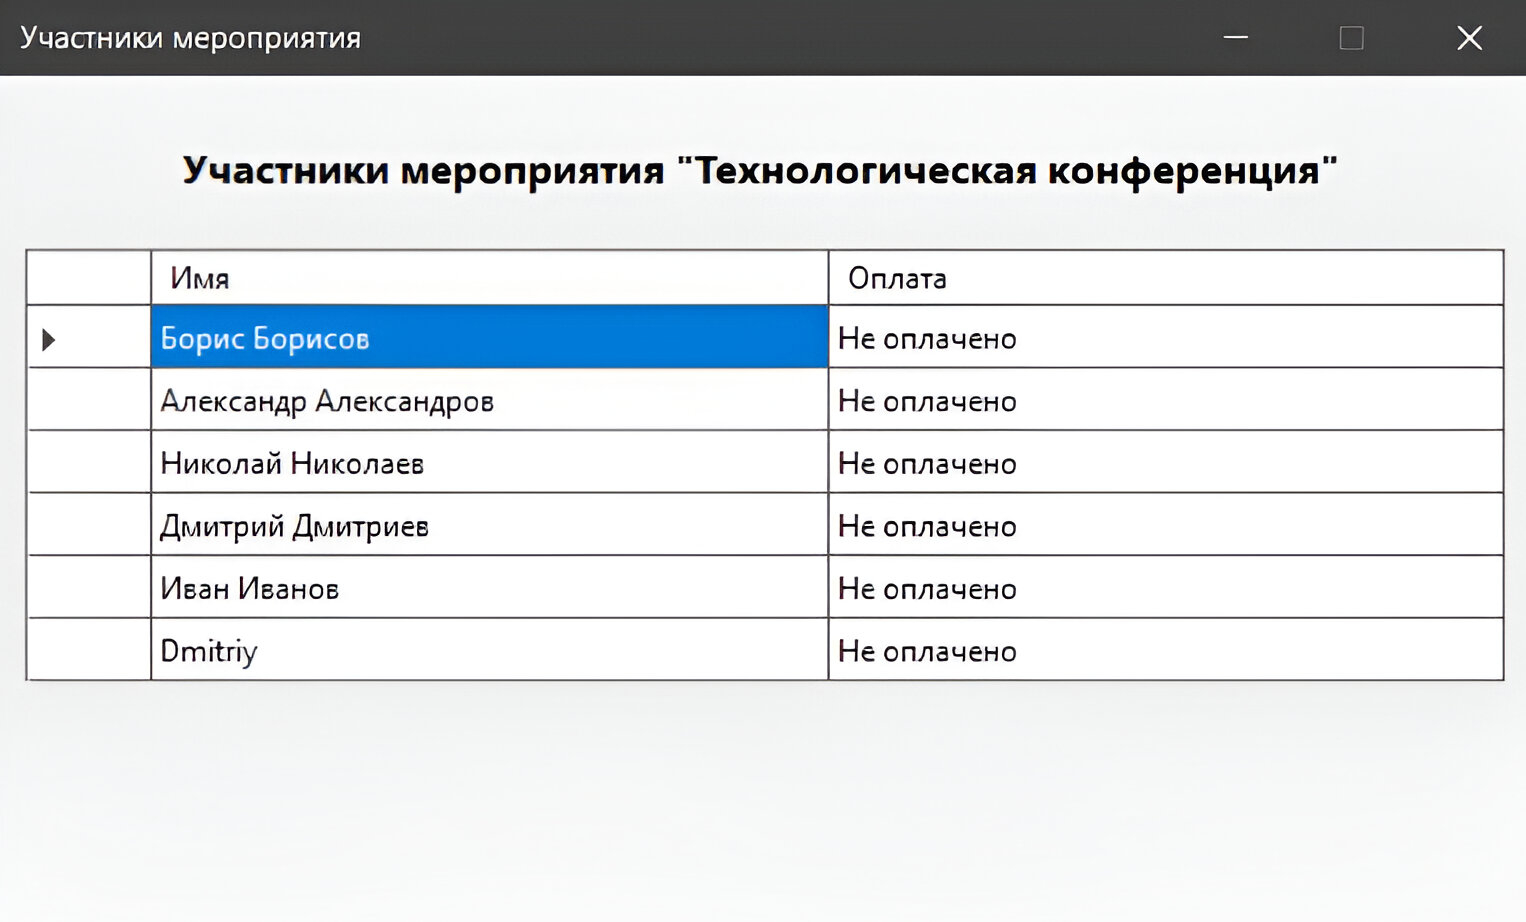 Участники мероприятия
Участники мероприятия "Технологическая конференция"
Имя Оплата
Борис Борисов Не оплачено
Александр Александров Не оплачено
Николай Николаев Не оплачено
Дмитрий Дмитриев Не оплачено
Иван Иванов Не оплачено
Dmitriy Не оплачено